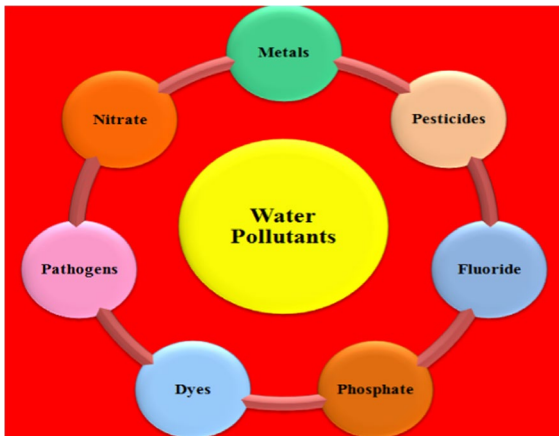 Metals
Nitrate
Pesticides
Water
Pollutants
Pathogens
Fluoride
Dyes
Phosphate